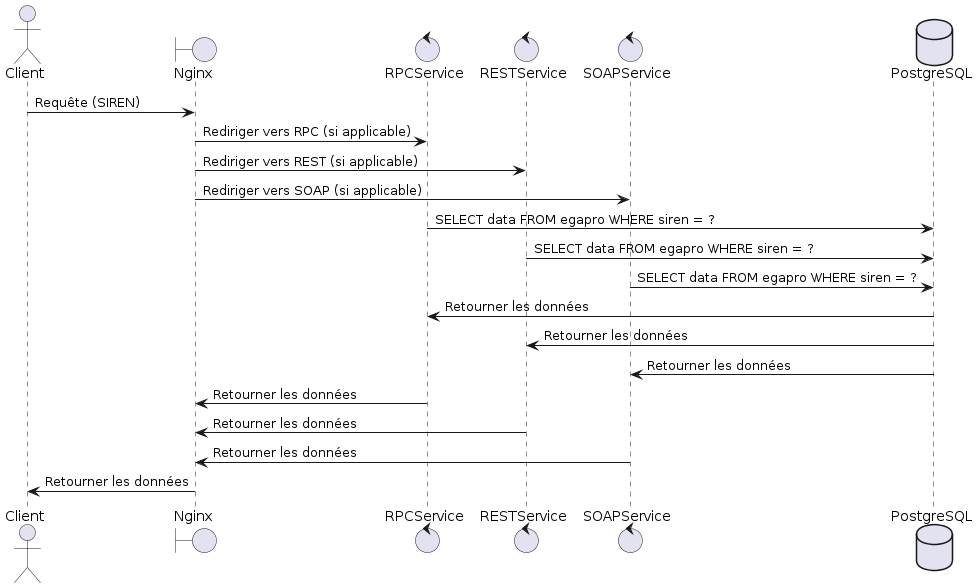 Client
Nginx
RPCService
RESTService
SOAPService
PostgreSQL
Requête (SIREN)
Rediriger vers RPC (si applicable)
Rediriger vers REST (si applicable)
Rediriger vers SOAP (si applicable)
SELECT data FROM egapro WHERE siren = ?
SELECT data FROM egapro WHERE siren = ?
SELECT data FROM egapro WHERE siren = ?
Retourner les données
Retourner les données
Retourner les données
Retourner les données
Retourner les données
Retourner les données
Retourner les données
Client
Nginx
RPCService
RESTService
SOAPService
PostgreSQL